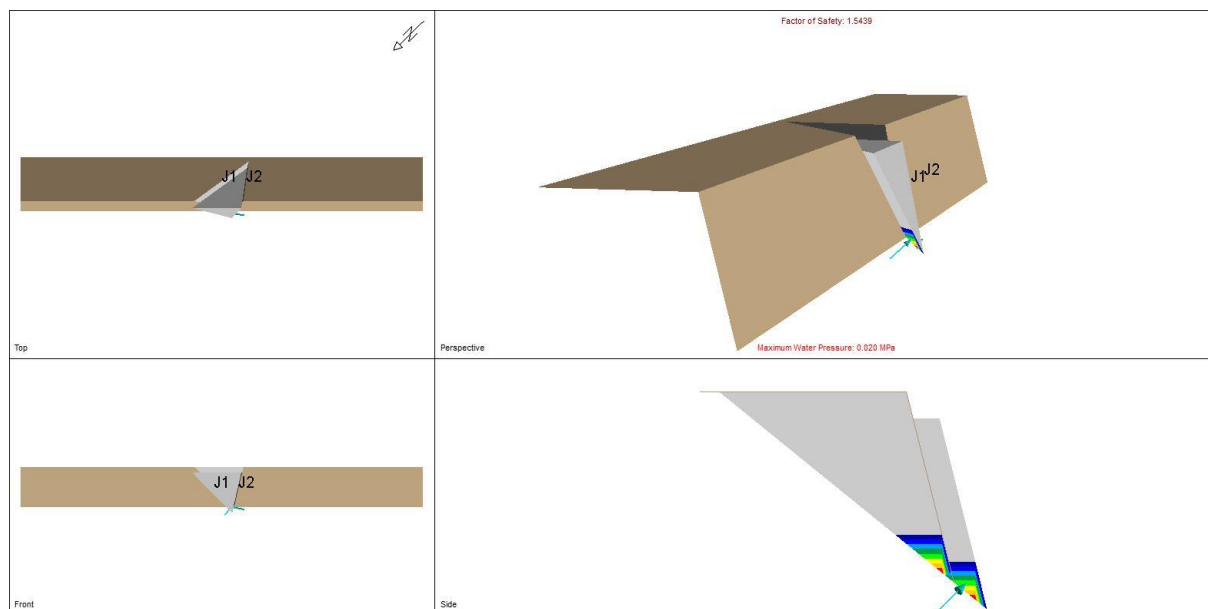 N
Factor of Safety: 1.5439
J1 J2
J1 J2
Top
Perspective
Maximum Water Pressure: 0.020 MPa
J1 J2
Front
Side